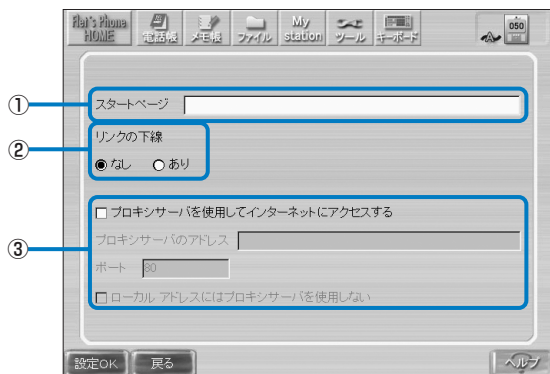 Flat's Phone HOME
電話帳
メモ帳
ファイル
My station
ツール
キーボード
A
050
① スタートページ
② リンクの下線
なし あり
③ プロキシサーバを使用してインターネットにアクセスする
プロキシサーバのアドレス
ポート 80
ローカル アドレスにはプロキシサーバを使用しない
設定OK 戻る ヘルプ